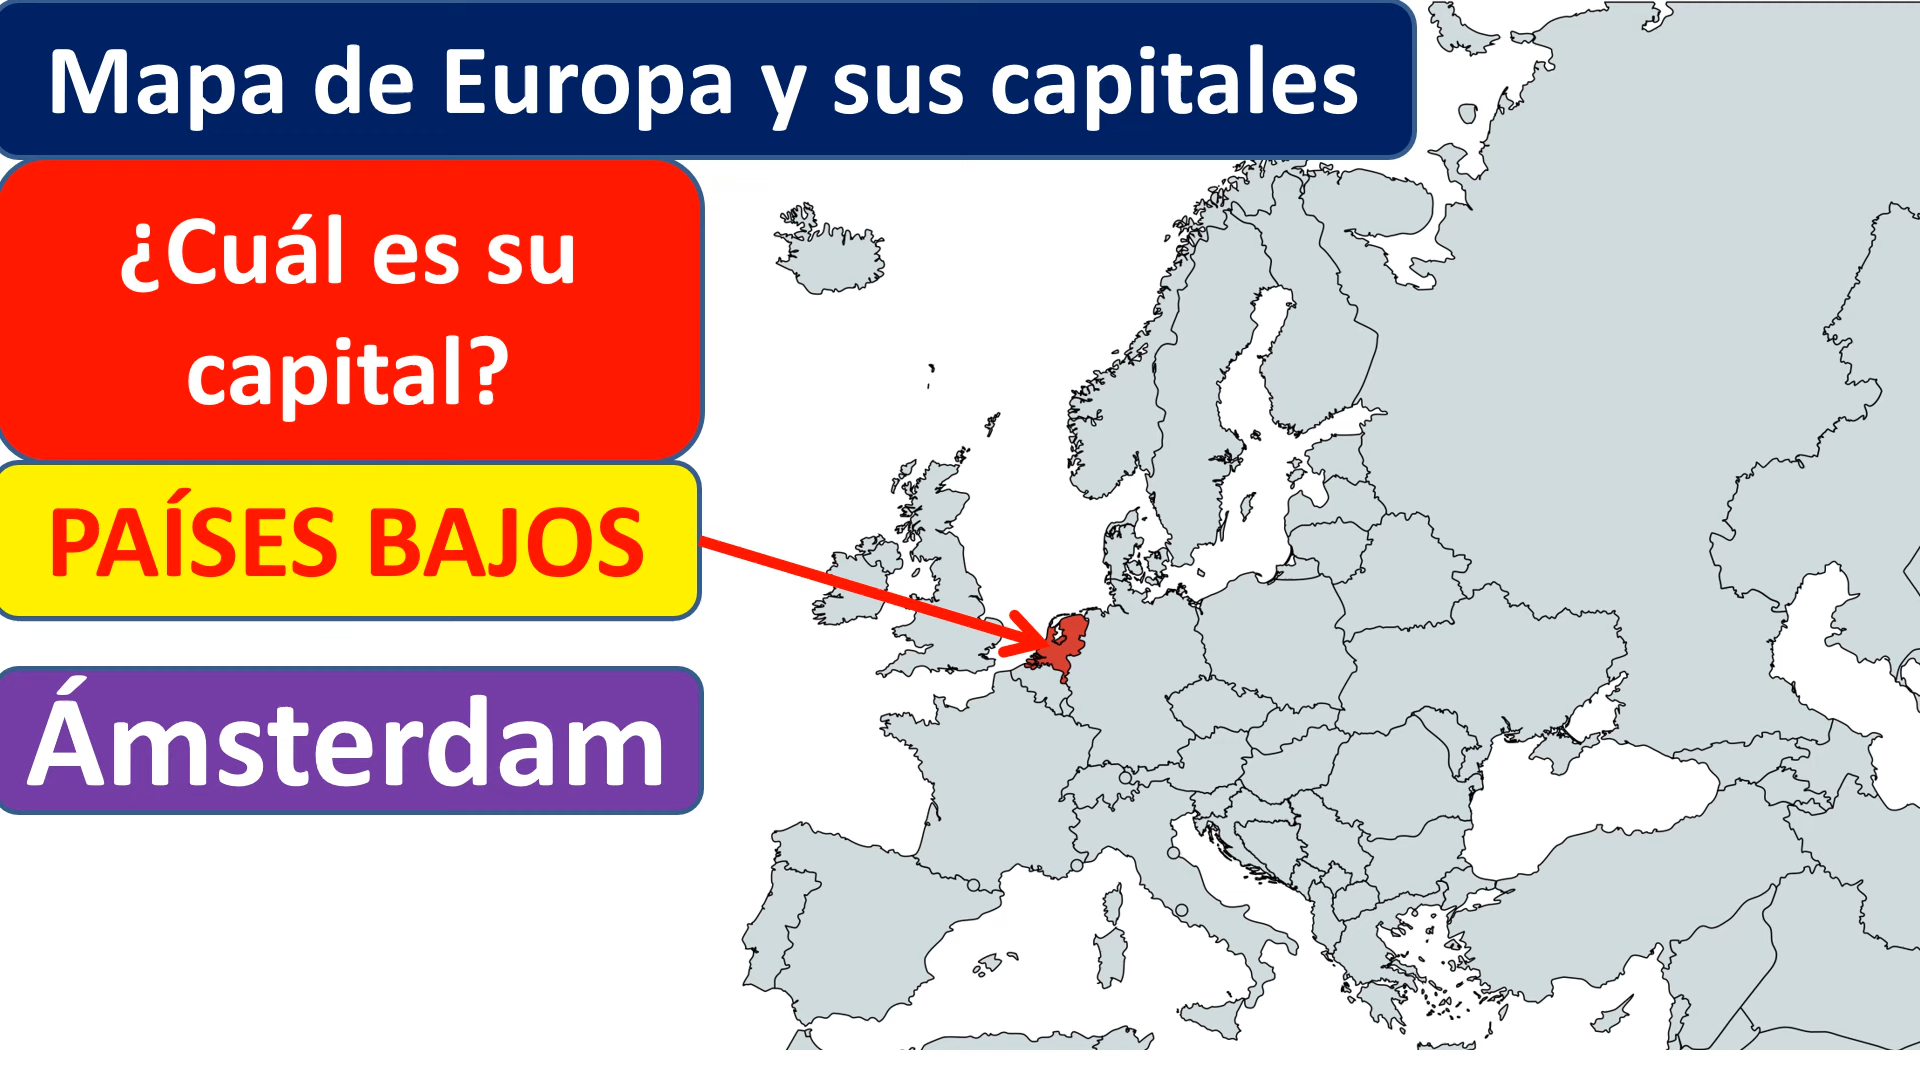 Mapa de Europa y sus capitales
¿Cuál es su
capital?
PAÍSES BAJOS
Ámsterdam